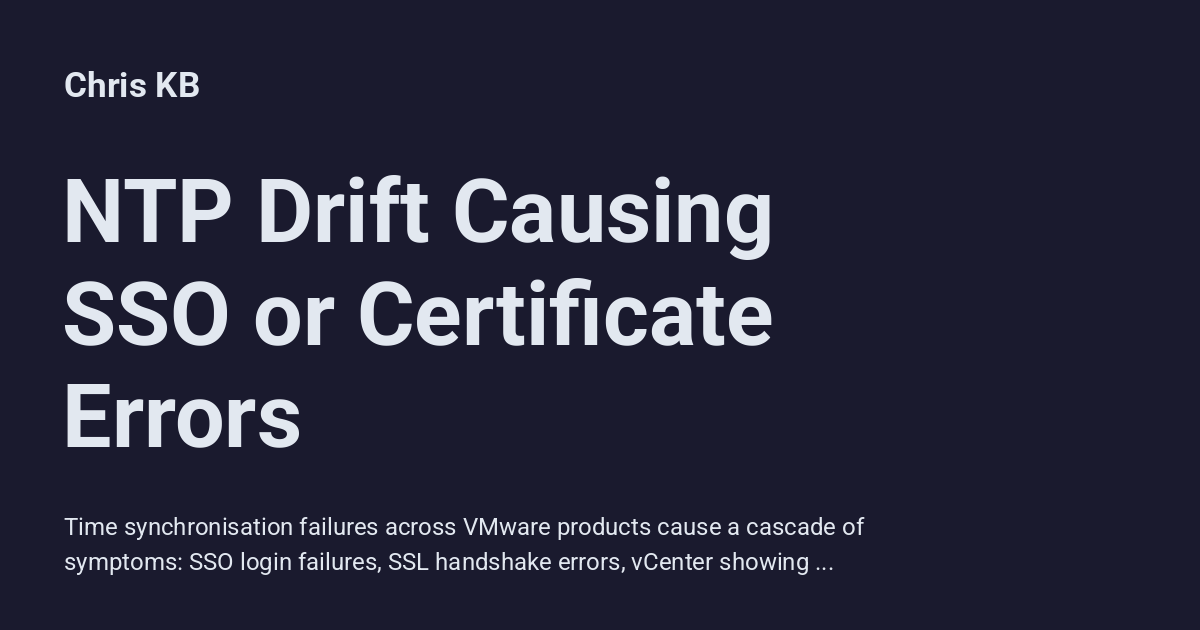 Chris KB
NTP Drift Causing
SSO or Certificate
Errors
Time synchronisation failures across VMware products cause a cascade of
symptoms: SSO login failures, SSL handshake errors, vCenter showing ...